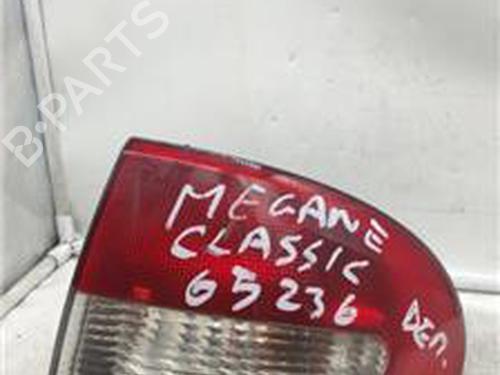 B-PARTS
MEGANE
CLASSIC
65236
DER.